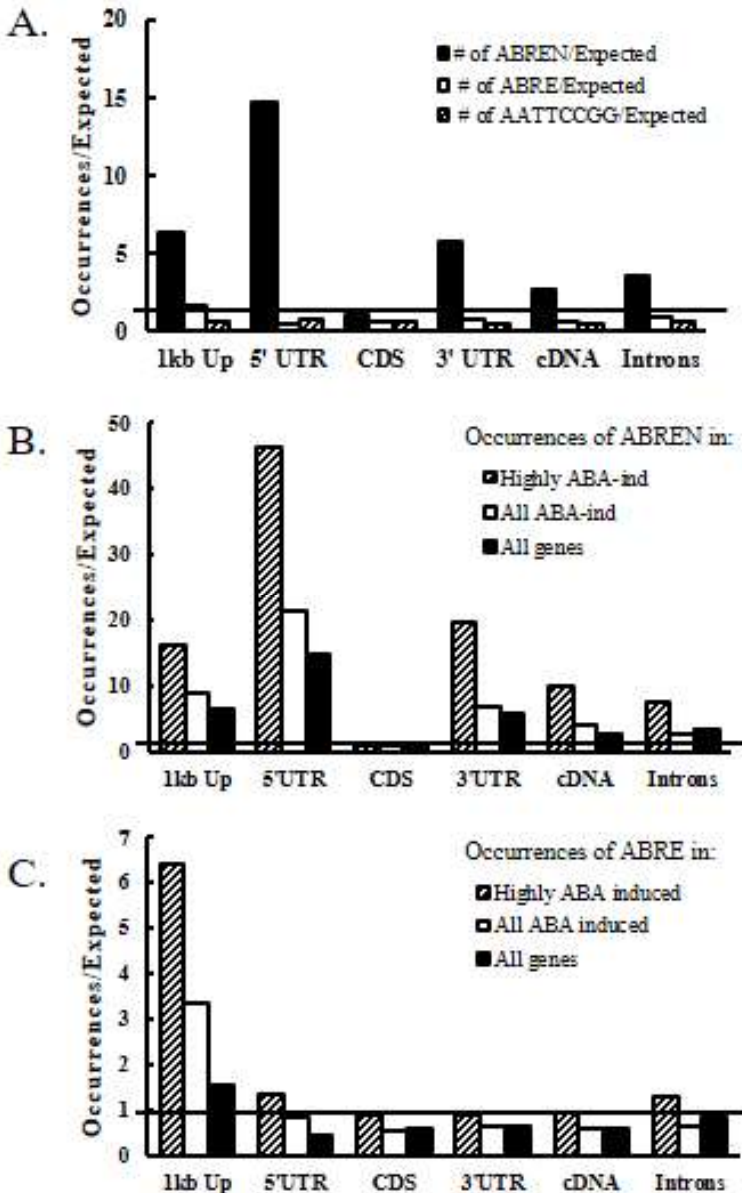 A.
Occurrences/Expected
20
15
10
5
0
# of ABREN/Expected
# of ABRE/Expected
# of AATTCCGG/Expected
1kb Up 5' UTR CDS 3' UTR cDNA Introns
B.
Occurrences/Expected
50
40
30
20
10
0
Occurrences of ABREN in:
Highly ABA-ind
All ABA-ind
All genes
1kb Up 5'UTR CDS 3'UTR cDNA Introns
C.
Occurrences/Expected
7
6
5
4
3
2
1
0
Occurrences of ABRE in:
Highly ABA induced
All ABA induced
All genes
1kb Up 5'UTR CDS 3'UTR cDNA Introns